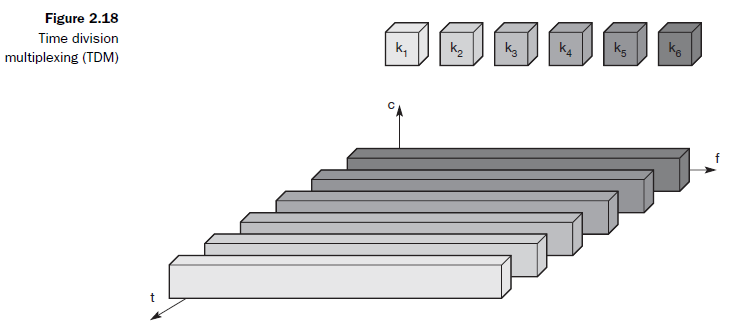 Figure 2.18
Time division
multiplexing (TDM)
k₁ k₂ k₃ k₄ k₅ k₆
c
f
t